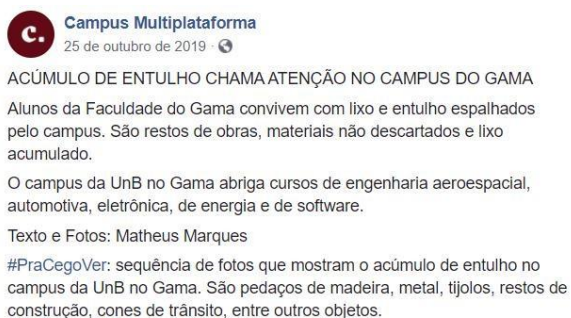 c.
Campus Multiplataforma
25 de outubro de 2019 ·
ACÚMULO DE ENTULHO CHAMA ATENÇÃO NO CAMPUS DO GAMA
Alunos da Faculdade do Gama convivem com lixo e entulho espalhados
pelo campus. São restos de obras, materiais não descartados e lixo
acumulado.
O campus da UnB no Gama abriga cursos de engenharia aeroespacial,
automotiva, eletrônica, de energia e de software.
Texto e Fotos: Matheus Marques
#PraCegoVer: sequência de fotos que mostram o acúmulo de entulho no
campus da UnB no Gama. São pedaços de madeira, metal, tijolos, restos de
construção, cones de trânsito, entre outros objetos.